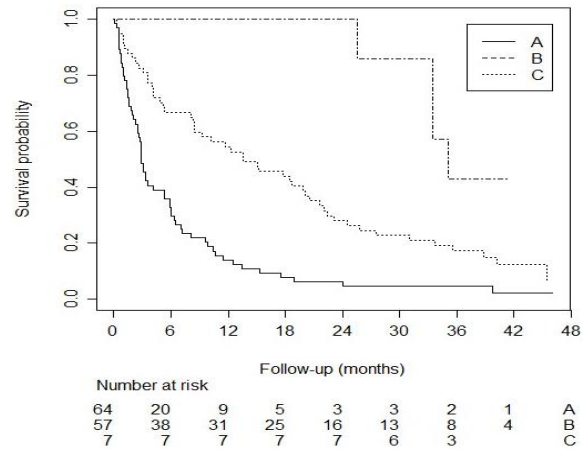 A
B
C
Survival probability
1.0
0.8
0.6
0.4
0.2
0.0
0 6 12 18 24 30 36 42 48
Follow-up (months)
Number at risk
64 20 9 5 3 3 2 1 A
57 38 31 25 16 13 8 4 B
7 7 7 7 7 6 3 C